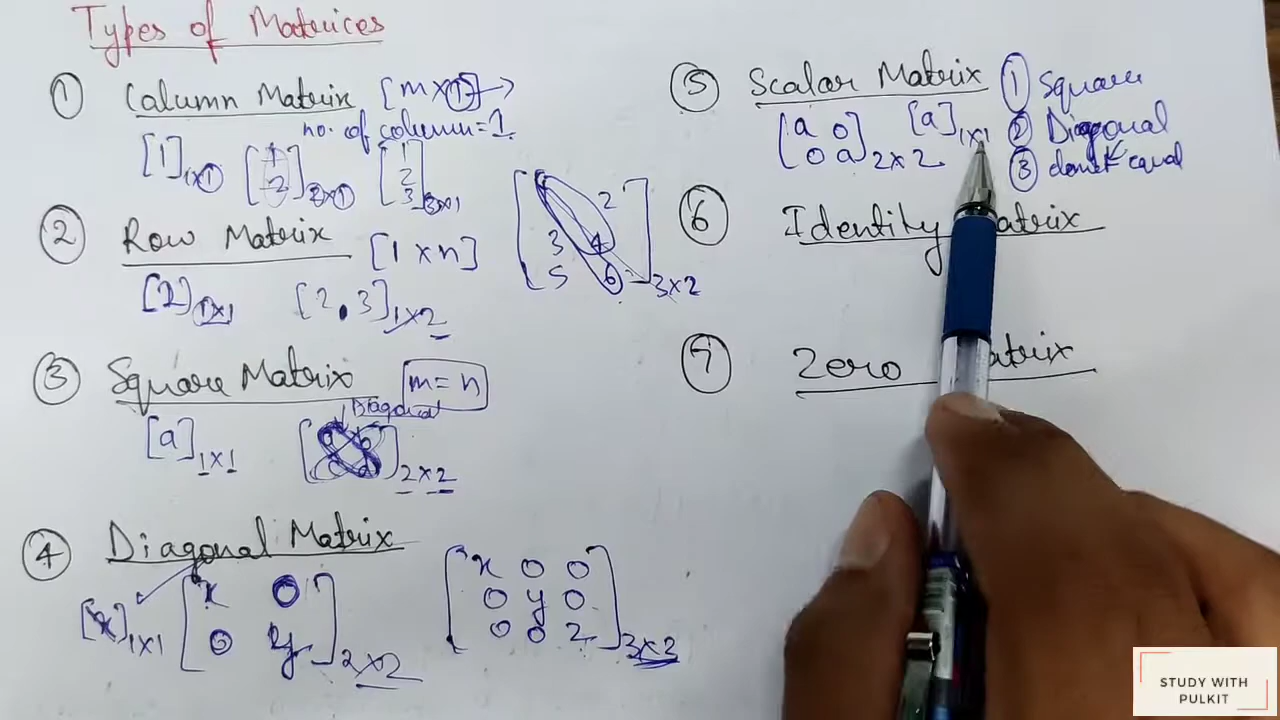 Types of Matrices
① Column Matrix [m×1]→
no. of column=1.
[1]1×1 [1 -2]2×1 [1 2 3]3×1
② Row Matrix [1×n]
[2]1×1 [2, 3]1×2
[1 2
3 4
5 6]3×2
③ Square Matrix m=n
Diagonal
[a]1×1 2×2
④ Diagonal Matrix
[x]1×1 [x 0
0 y]2×2
[x 0 0
0 y 0
0 0 z]3×3
⑤ Scalar Matrix
[a 0
0 a]2×2 [a]1×1
① Square
② Diagonal
③ equal
⑥ Identity Matrix
⑦ Zero Matrix
STUDY WITH
PULKIT